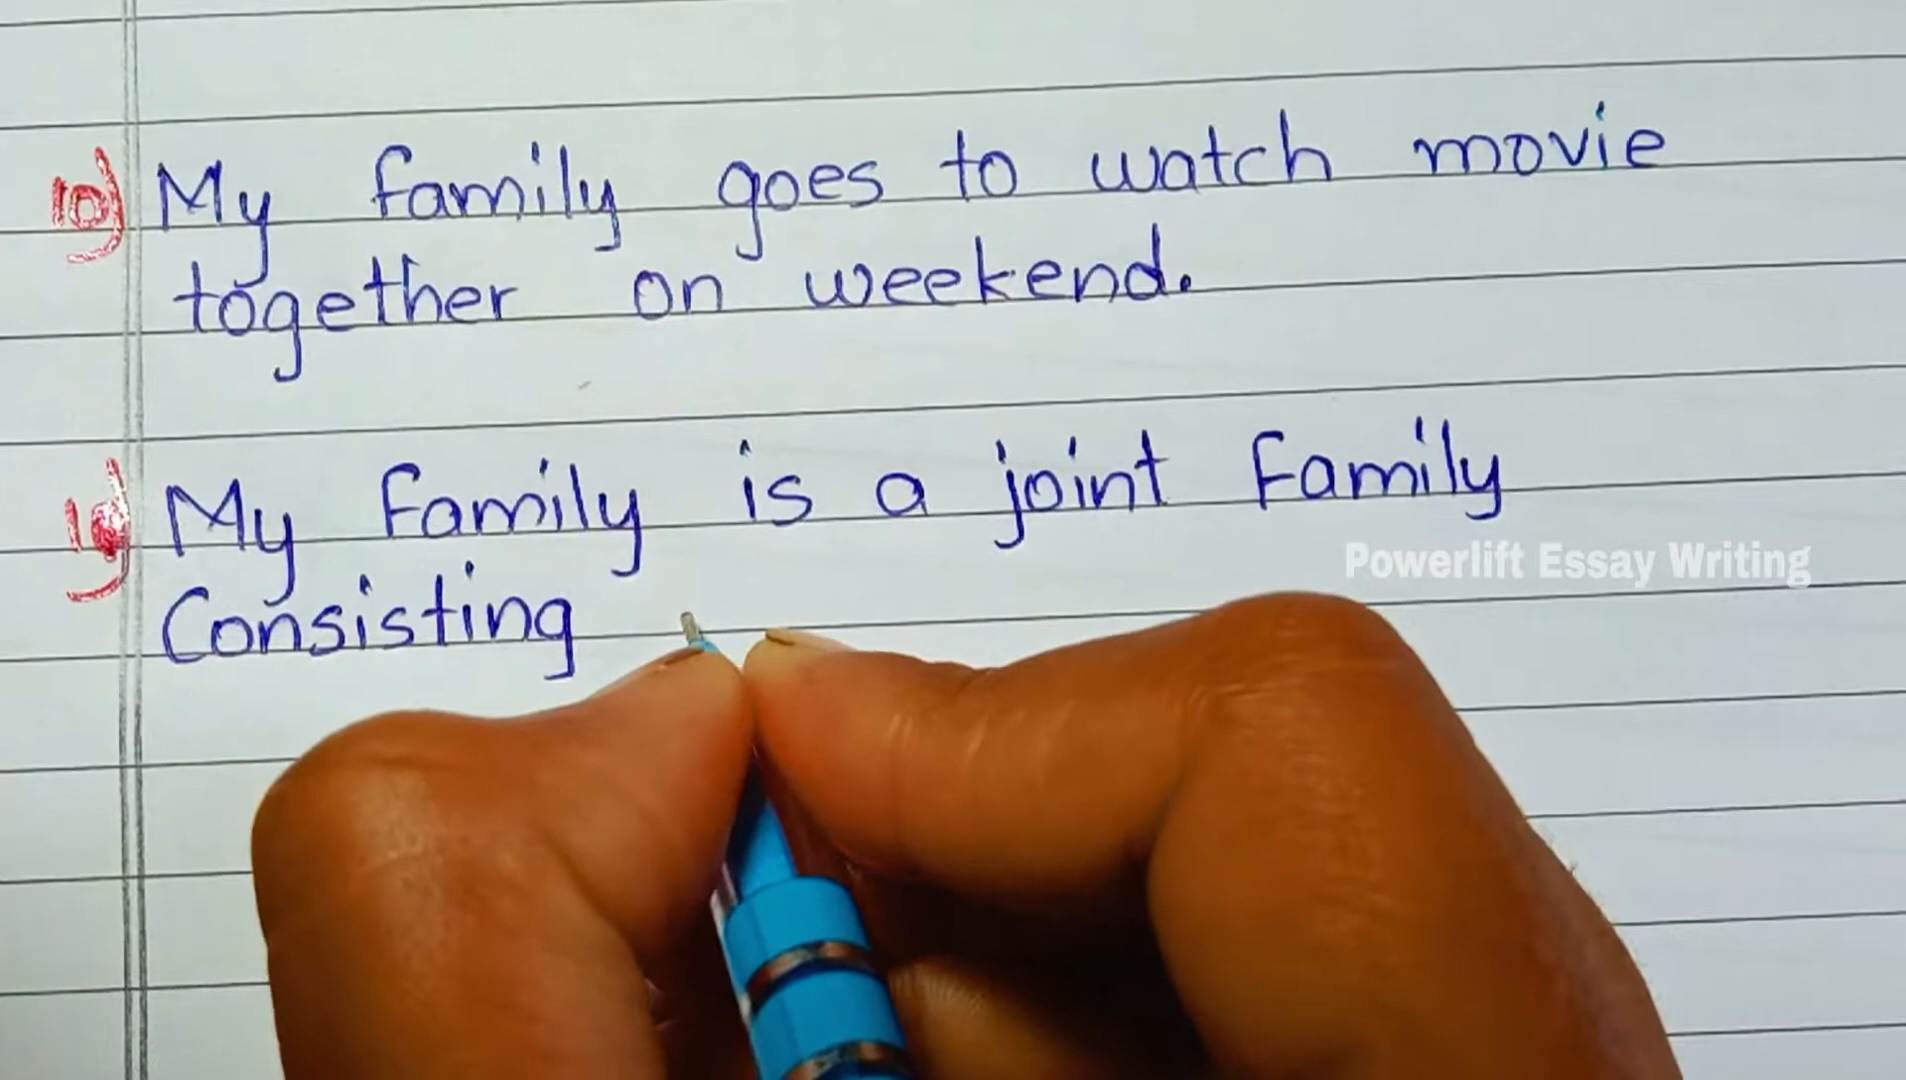 10) My family goes to watch movie
together on weekend.
My family is a joint Family
Consisting
Powerlift Essay Writing